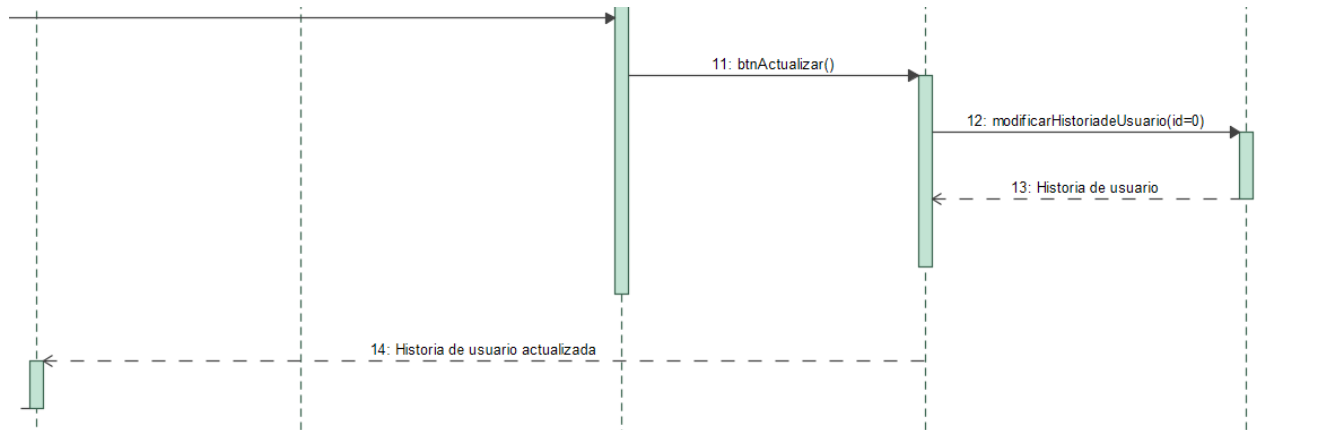 11: btnActualizar()
12: modificarHistoriadeUsuario(id=0)
13: Historia de usuario
14: Historia de usuario actualizada